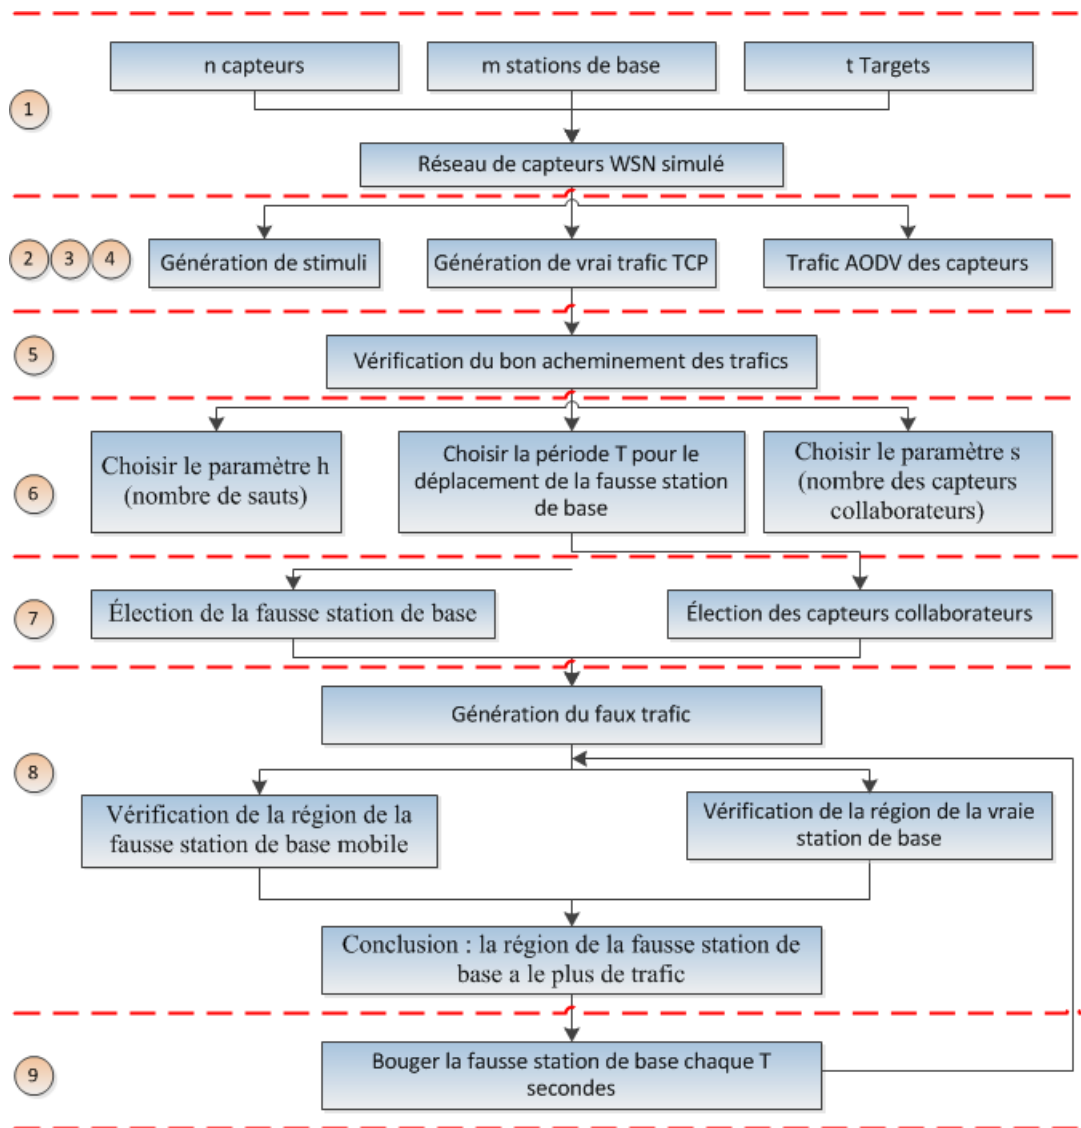 n capteurs
m stations de base
t Targets
1
Réseau de capteurs WSN simulé
2
3
4
Génération de stimuli
Génération de vrai trafic TCP
Trafic AODV des capteurs
5
Vérification du bon acheminement des trafics
6
Choisir le paramètre h
(nombre de sauts)
Choisir la période T pour le
déplacement de la fausse station
de base
Choisir le paramètre s
(nombre des capteurs
collaborateurs)
7
Élection de la fausse station de base
Élection des capteurs collaborateurs
Génération du faux trafic
8
Vérification de la région de la
fausse station de base mobile
Vérification de la région de la vraie
station de base
Conclusion : la région de la fausse station de
base a le plus de trafic
9
Bouger la fausse station de base chaque T
secondes